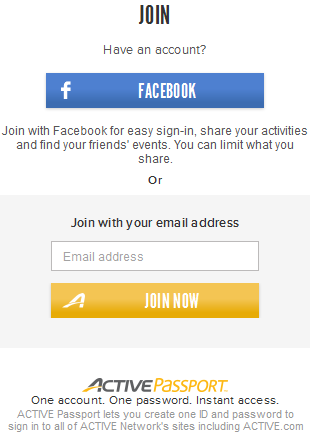 JOIN
Have an account?
FACEBOOK
Join with Facebook for easy sign-in, share your activities
and find your friends' events. You can limit what you
share.
Or
Join with your email address
Email address
JOIN NOW
ACTIVEPASSPORT
One account. One password. Instant access.
ACTIVE Passport lets you create one ID and password to
sign in to all of ACTIVE Network's sites including ACTIVE.com